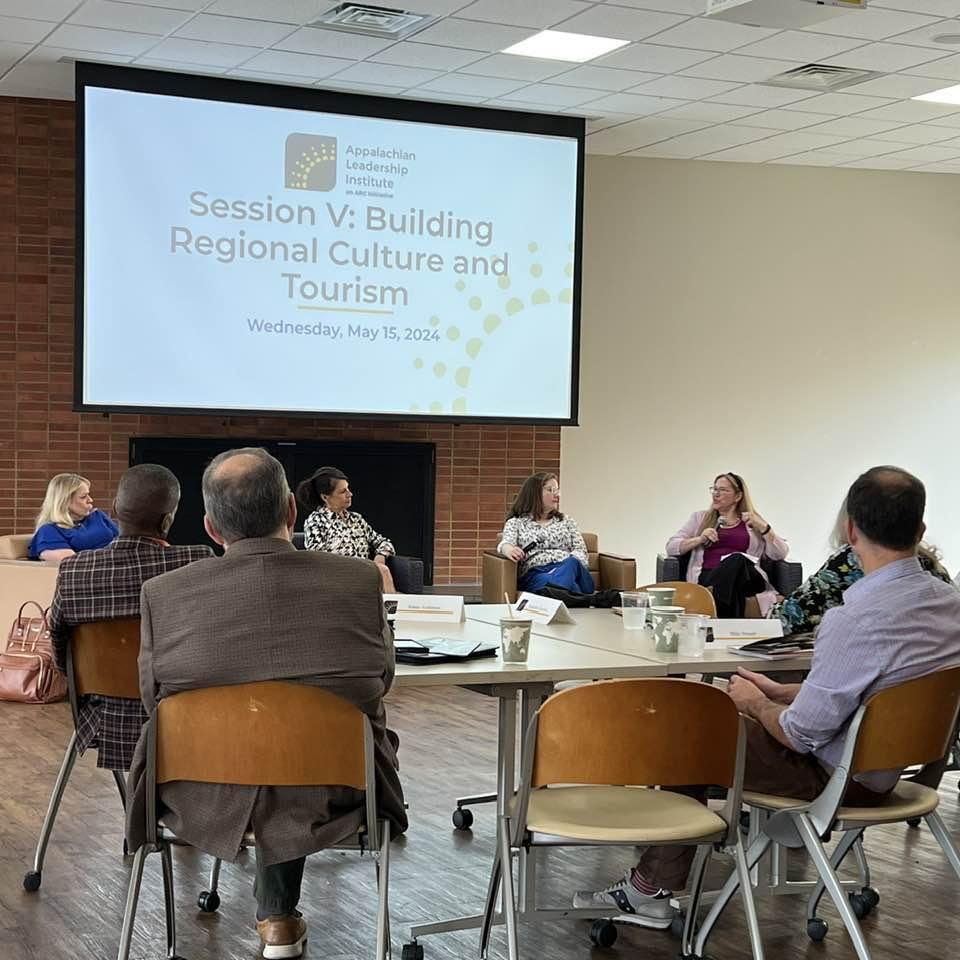 Appalachian
Leadership
Institute
an ARC Initiative
Session V: Building
Regional Culture and
Tourism
Wednesday, May 15, 2024